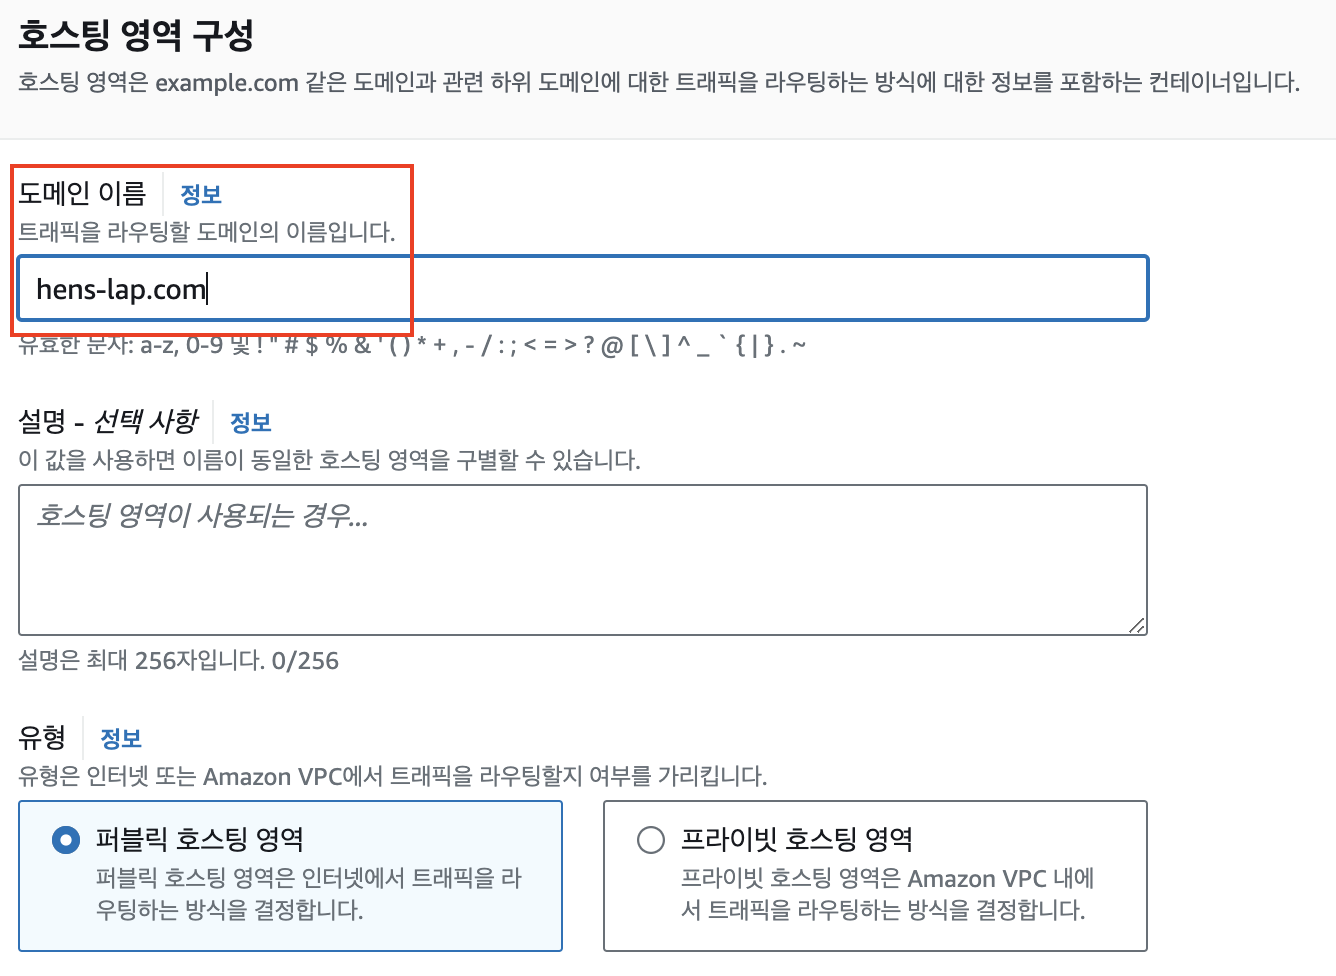 호스팅 영역 구성
호스팅 영역은 example.com 같은 도메인과 관련 하위 도메인에 대한 트래픽을 라우팅하는 방식에 대한 정보를 포함하는 컨테이너입니다.
도메인 이름 정보
트래픽을 라우팅할 도메인의 이름입니다.
hens-lap.com
유효한 문자: a-z, 0-9 및 ! " # $ % & ' ( ) * + , - / : ; < = > ? @ [ \ ] ^ _ ` { | } . ~
설명 - 선택 사항 정보
이 값을 사용하면 이름이 동일한 호스팅 영역을 구별할 수 있습니다.
호스팅 영역이 사용되는 경우...
설명은 최대 256자입니다. 0/256
유형 정보
유형은 인터넷 또는 Amazon VPC에서 트래픽을 라우팅할지 여부를 가리킵니다.
퍼블릭 호스팅 영역
퍼블릭 호스팅 영역은 인터넷에서 트래픽을 라
우팅하는 방식을 결정합니다.
프라이빗 호스팅 영역
프라이빗 호스팅 영역은 Amazon VPC 내에
서 트래픽을 라우팅하는 방식을 결정합니다.